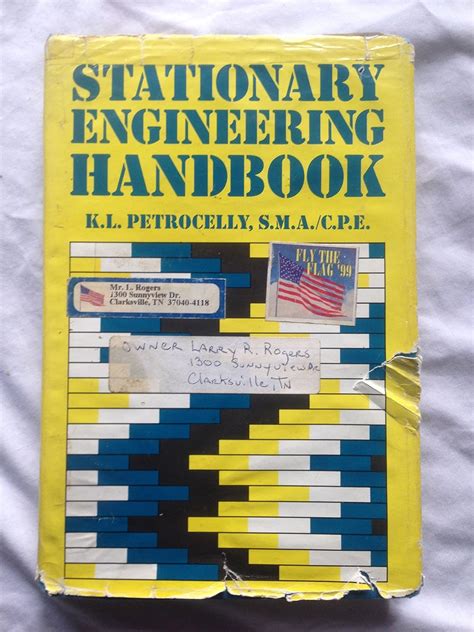 STATIONARY
ENGINEERING
HANDBOOK
K.L. PETROCELLY, S.M.A./C.P.E.
FLY THE
FLAG '99
Mr. L. Rogers
1300 Sunnyview Dr.
Clarksville, TN 37040-4118
OWNER LARRY R. ROGERS
1300 Sunnyview Dr
Clarksville, TN